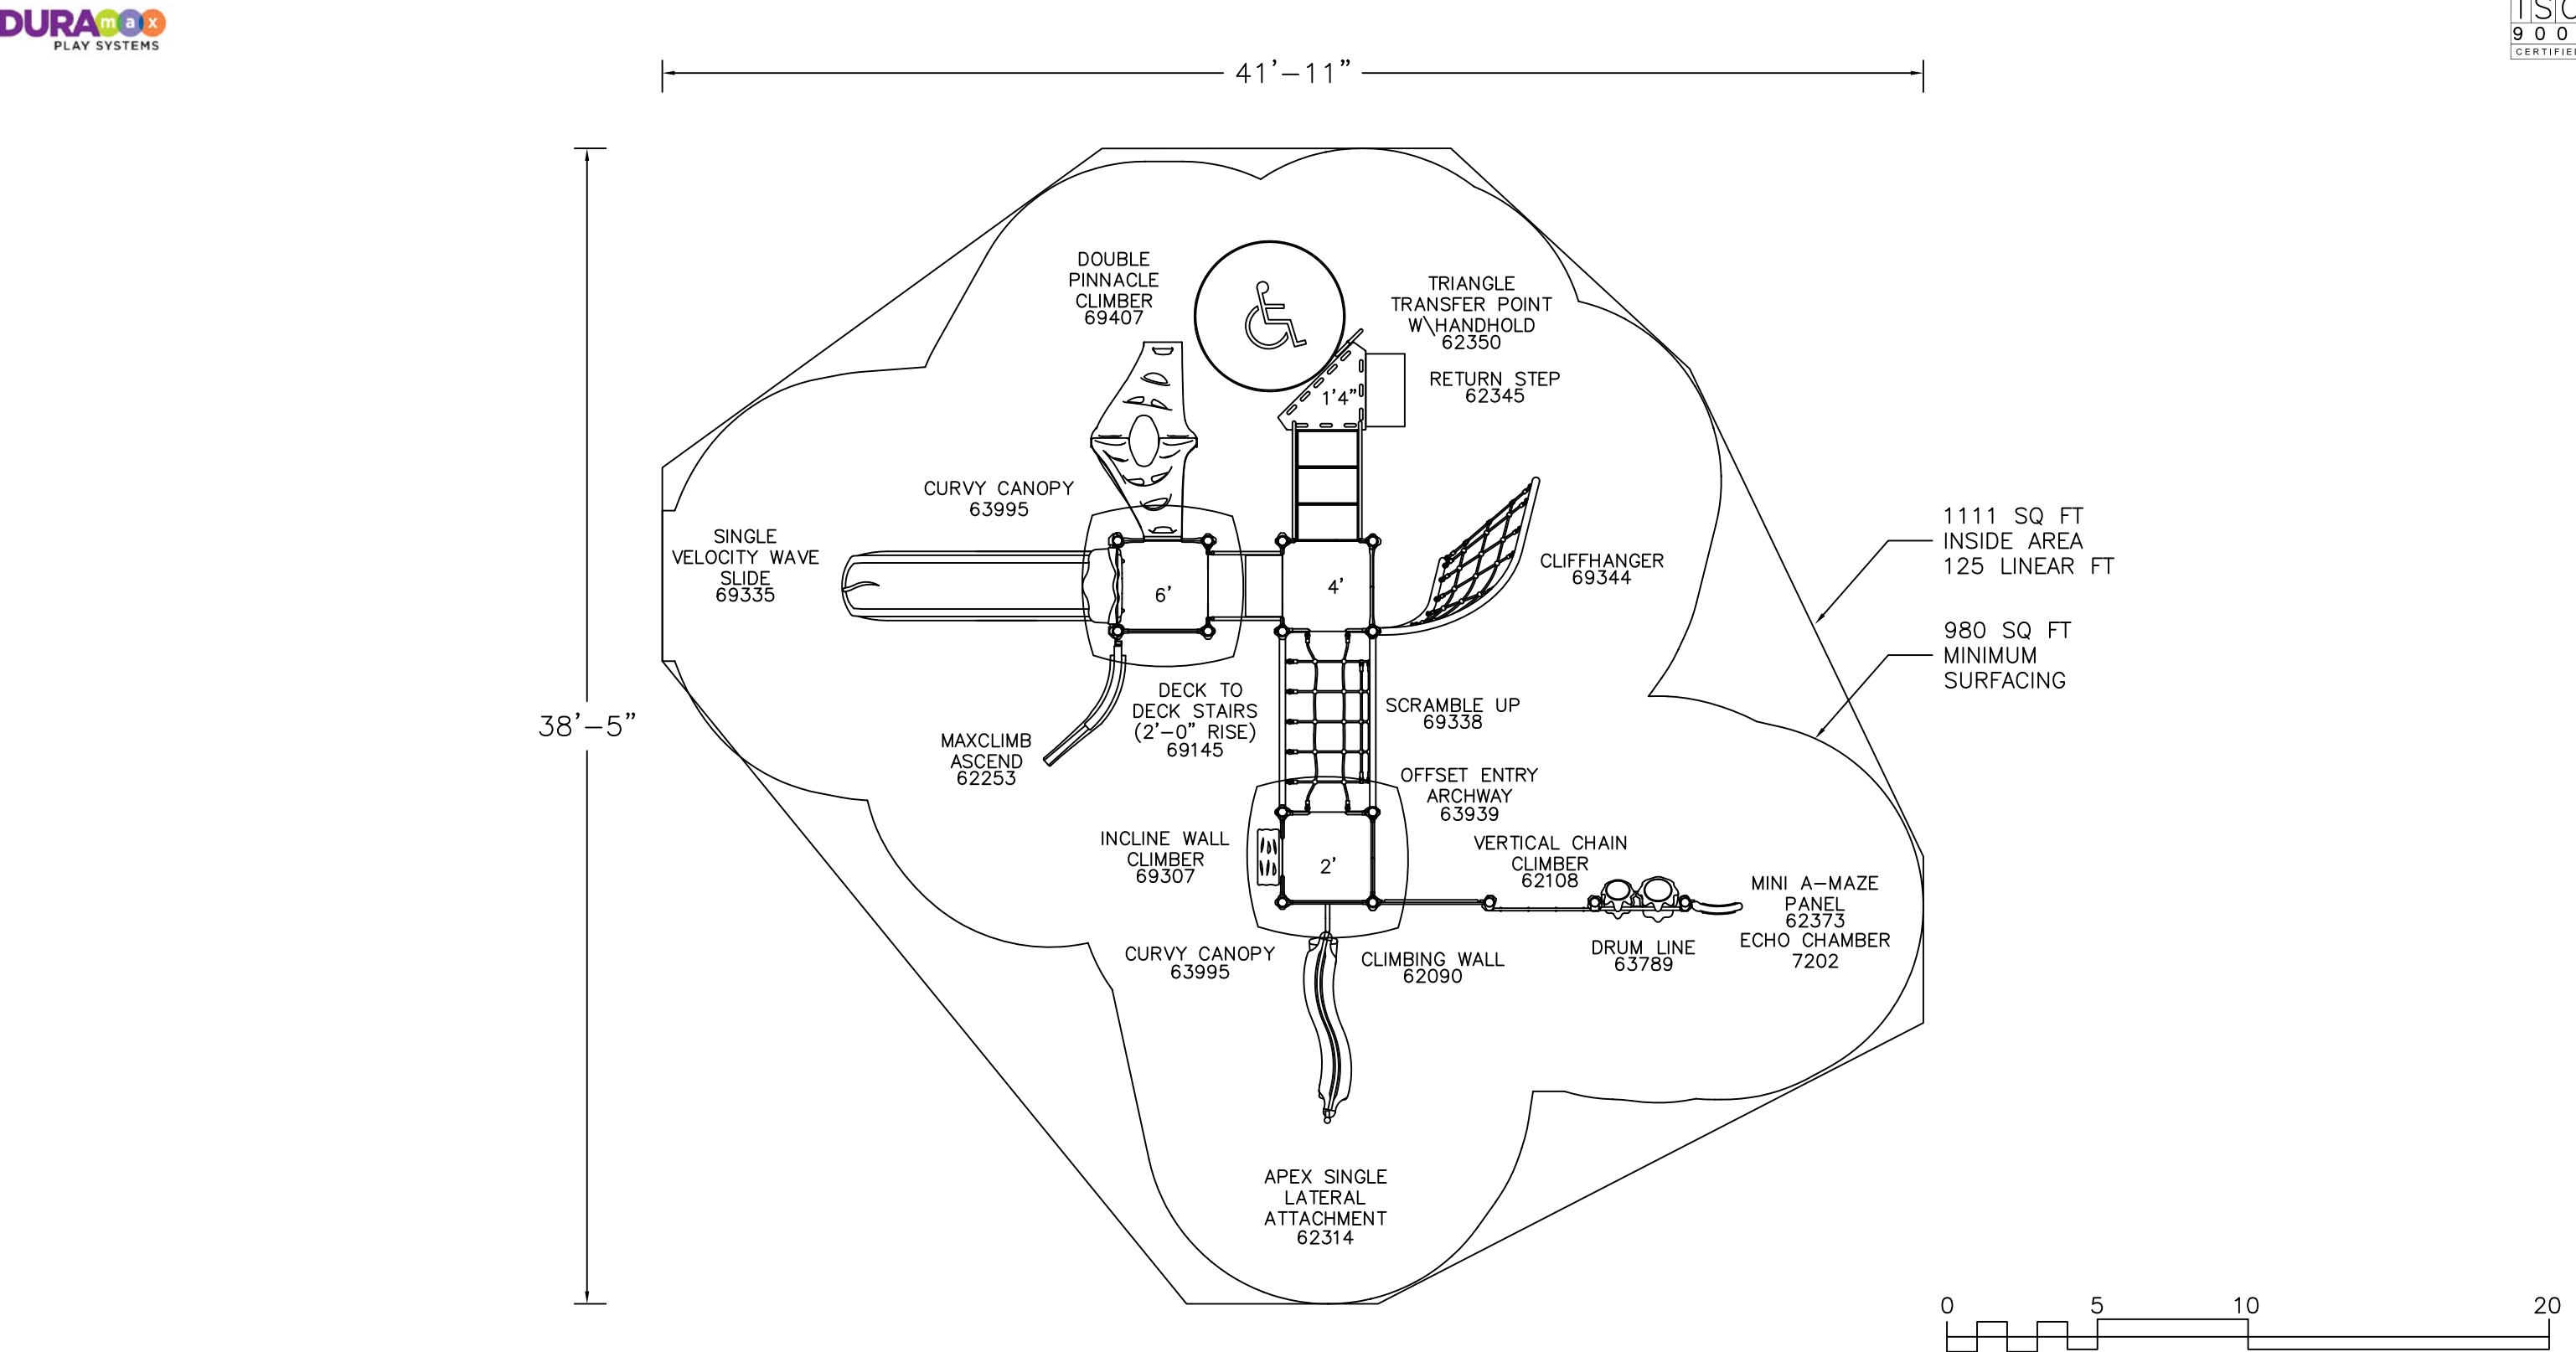 DURAmax
PLAY SYSTEMS
CERTIFIED
41'-11"
38'-5"
DOUBLE
PINNACLE
CLIMBER
69407
TRIANGLE
TRANSFER POINT
W\HANDHOLD
62350
1'4"
RETURN STEP
62345
CURVY CANOPY
63995
SINGLE
VELOCITY WAVE
SLIDE
69335
6'
4'
CLIFFHANGER
69344
1111 SQ FT
INSIDE AREA
125 LINEAR FT
980 SQ FT
MINIMUM
SURFACING
DECK TO
DECK STAIRS
(2'-0" RISE)
69145
SCRAMBLE UP
69338
MAXCLIMB
ASCEND
62253
OFFSET ENTRY
ARCHWAY
63939
INCLINE WALL
CLIMBER
69307
2'
VERTICAL CHAIN
CLIMBER
62108
MINI A-MAZE
PANEL
62373
ECHO CHAMBER
7202
DRUM LINE
63789
CURVY CANOPY
63995
CLIMBING WALL
62090
APEX SINGLE
LATERAL
ATTACHMENT
62314
0 5 10 20